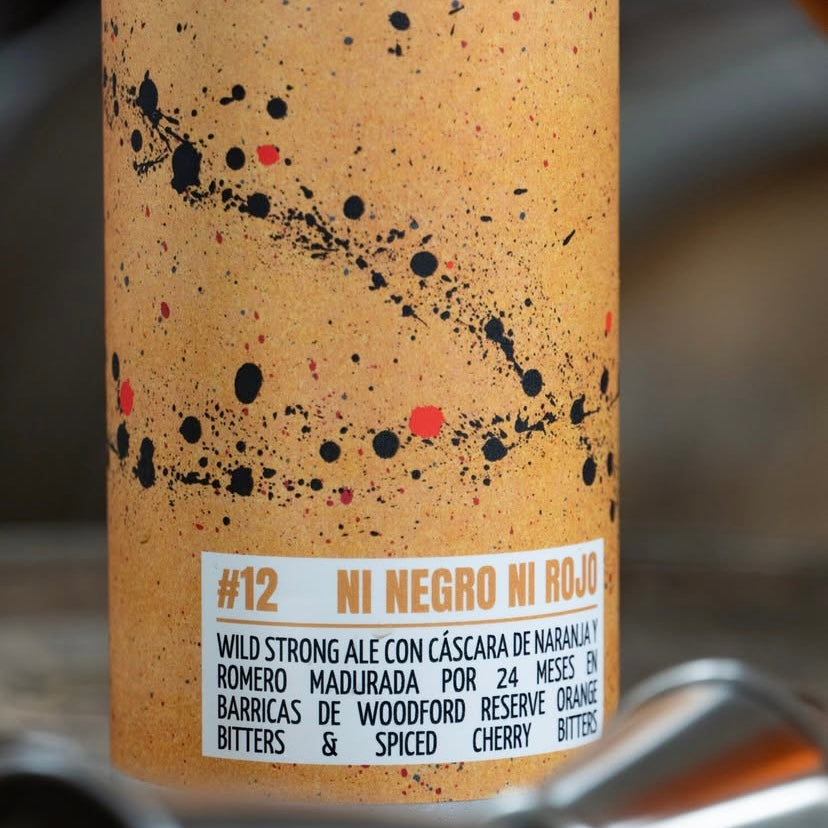 #12 NI NEGRO NI ROJO
WILD STRONG ALE CON CÁSCARA DE NARANJA Y
ROMERO MADURADA POR 24 MESES EN
BARRICAS DE WOODFORD RESERVE ORANGE
BITTERS & SPICED CHERRY BITTERS